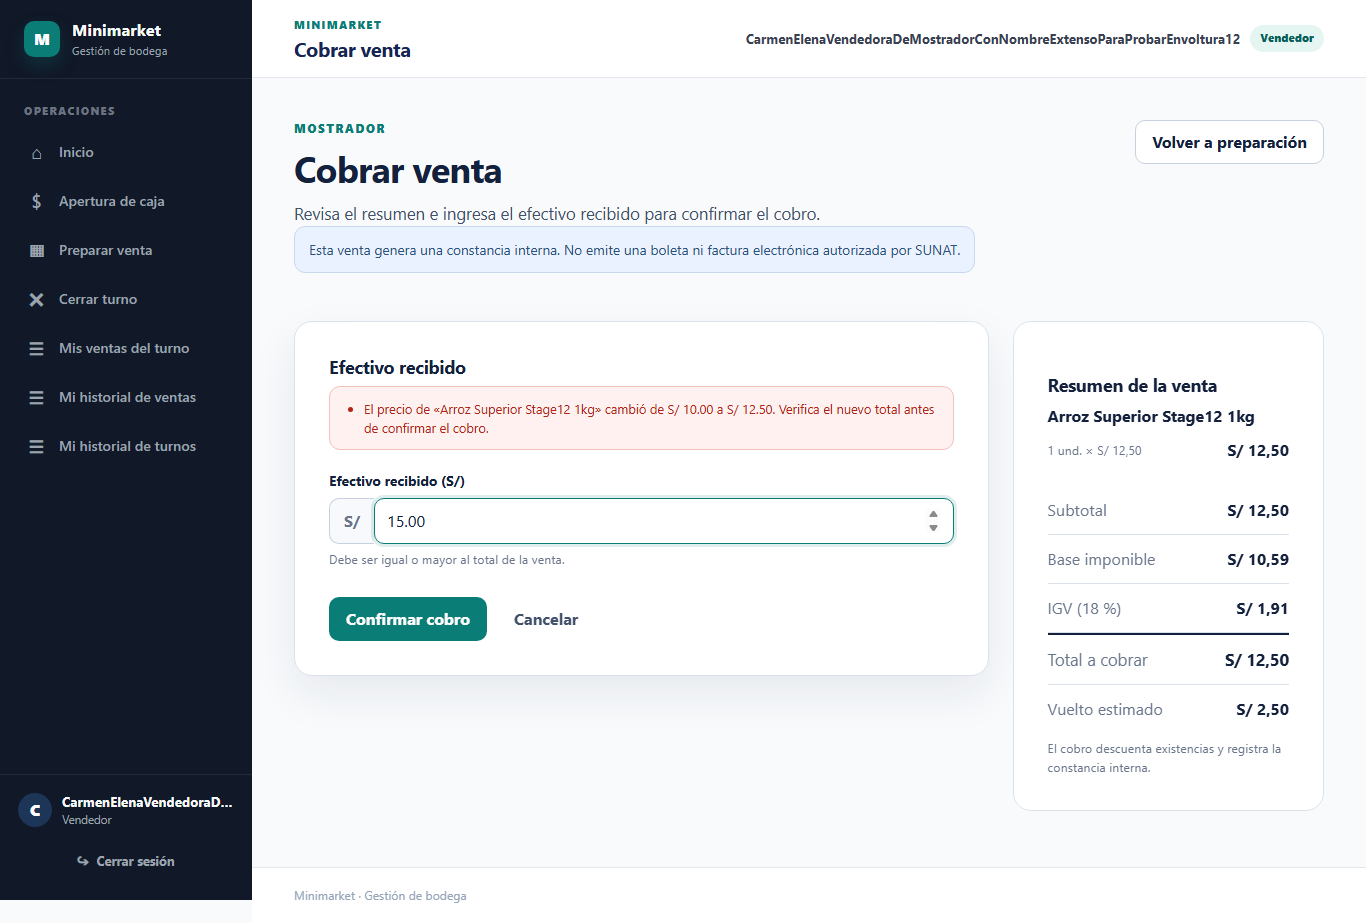 M
Minimarket
Gestión de bodega
OPERACIONES
Inicio
Apertura de caja
Preparar venta
Cerrar turno
Mis ventas del turno
Mi historial de ventas
Mi historial de turnos
C
CarmenElenaVendedoraD...
Vendedor
Cerrar sesión
MINIMARKET
Cobrar venta
CarmenElenaVendedoraDeMostradorConNombreExtensoParaProbarEnvoltura12
Vendedor
MOSTRADOR
Cobrar venta
Revisa el resumen e ingresa el efectivo recibido para confirmar el cobro.
Esta venta genera una constancia interna. No emite una boleta ni factura electrónica autorizada por SUNAT.
Volver a preparación
Efectivo recibido
• El precio de «Arroz Superior Stage12 1kg» cambió de S/ 10.00 a S/ 12.50. Verifica el nuevo total antes
de confirmar el cobro.
Efectivo recibido (S/)
S/ 15.00
Debe ser igual o mayor al total de la venta.
Confirmar cobro Cancelar
Resumen de la venta
Arroz Superior Stage12 1kg
1 und. × S/ 12,50 S/ 12,50
Subtotal S/ 12,50
Base imponible S/ 10,59
IGV (18 %) S/ 1,91
Total a cobrar S/ 12,50
Vuelto estimado S/ 2,50
El cobro descuenta existencias y registra la
constancia interna.
Minimarket · Gestión de bodega